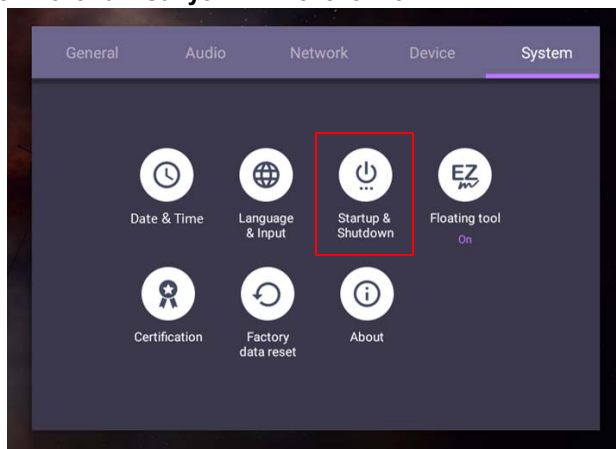 General Audio Network Device System
Date & Time
Language
& Input
Startup &
Shutdown
Floating tool
On
EZ
Certification
Factory
data reset
About